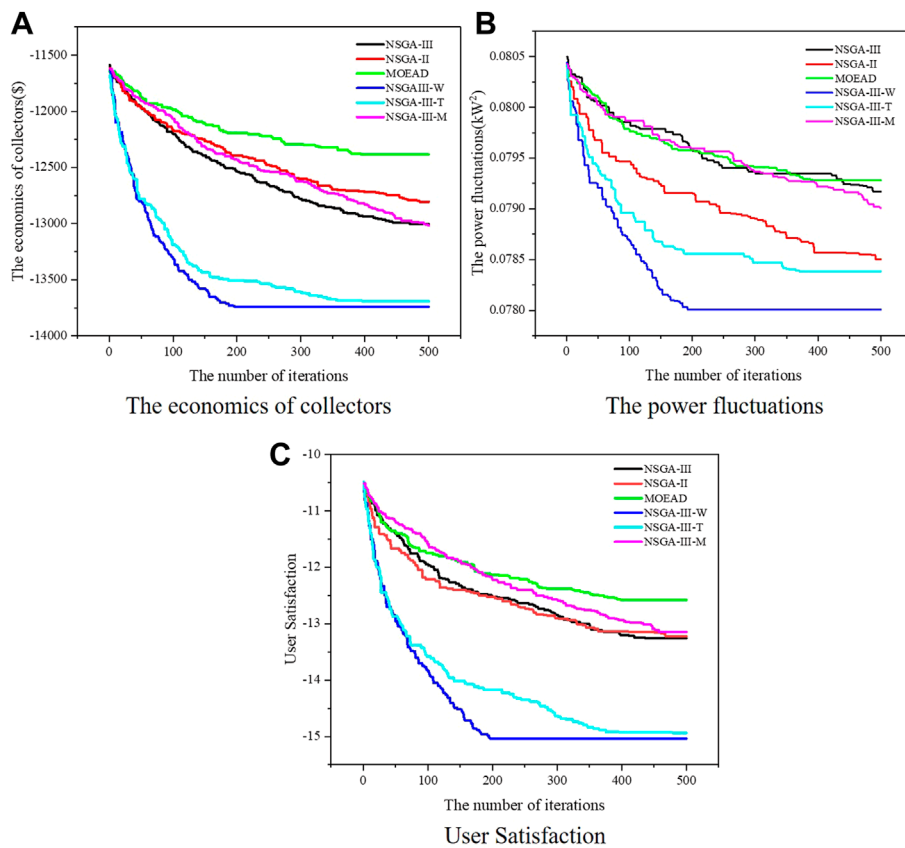 A
-11500
-12000
-12500
-13000
-13500
-14000
The economics of collectors($)
NSGA-III
NSGA-II
MOEAD
NSGAIII-W
NSGA-III-T
NSGA-III-M
0 100 200 300 400 500
The number of iterations
The economics of collectors
B
0.0805
0.0800
0.0795
0.0790
0.0785
0.0780
The power fluctuations(kW^-2)
NSGA-III
NSGA-II
MOEAD
NSGAIII-W
NSGA-III-T
NSGA-III-M
0 100 200 300 400 500
The number of iterations
The power fluctuations
C
-10
-11
-12
-13
-14
-15
User Satisfaction
NSGA-III
NSGA-II
MOEAD
NSGA-III-W
NSGA-III-T
NSGA-III-M
0 100 200 300 400 500
The number of iterations
User Satisfaction